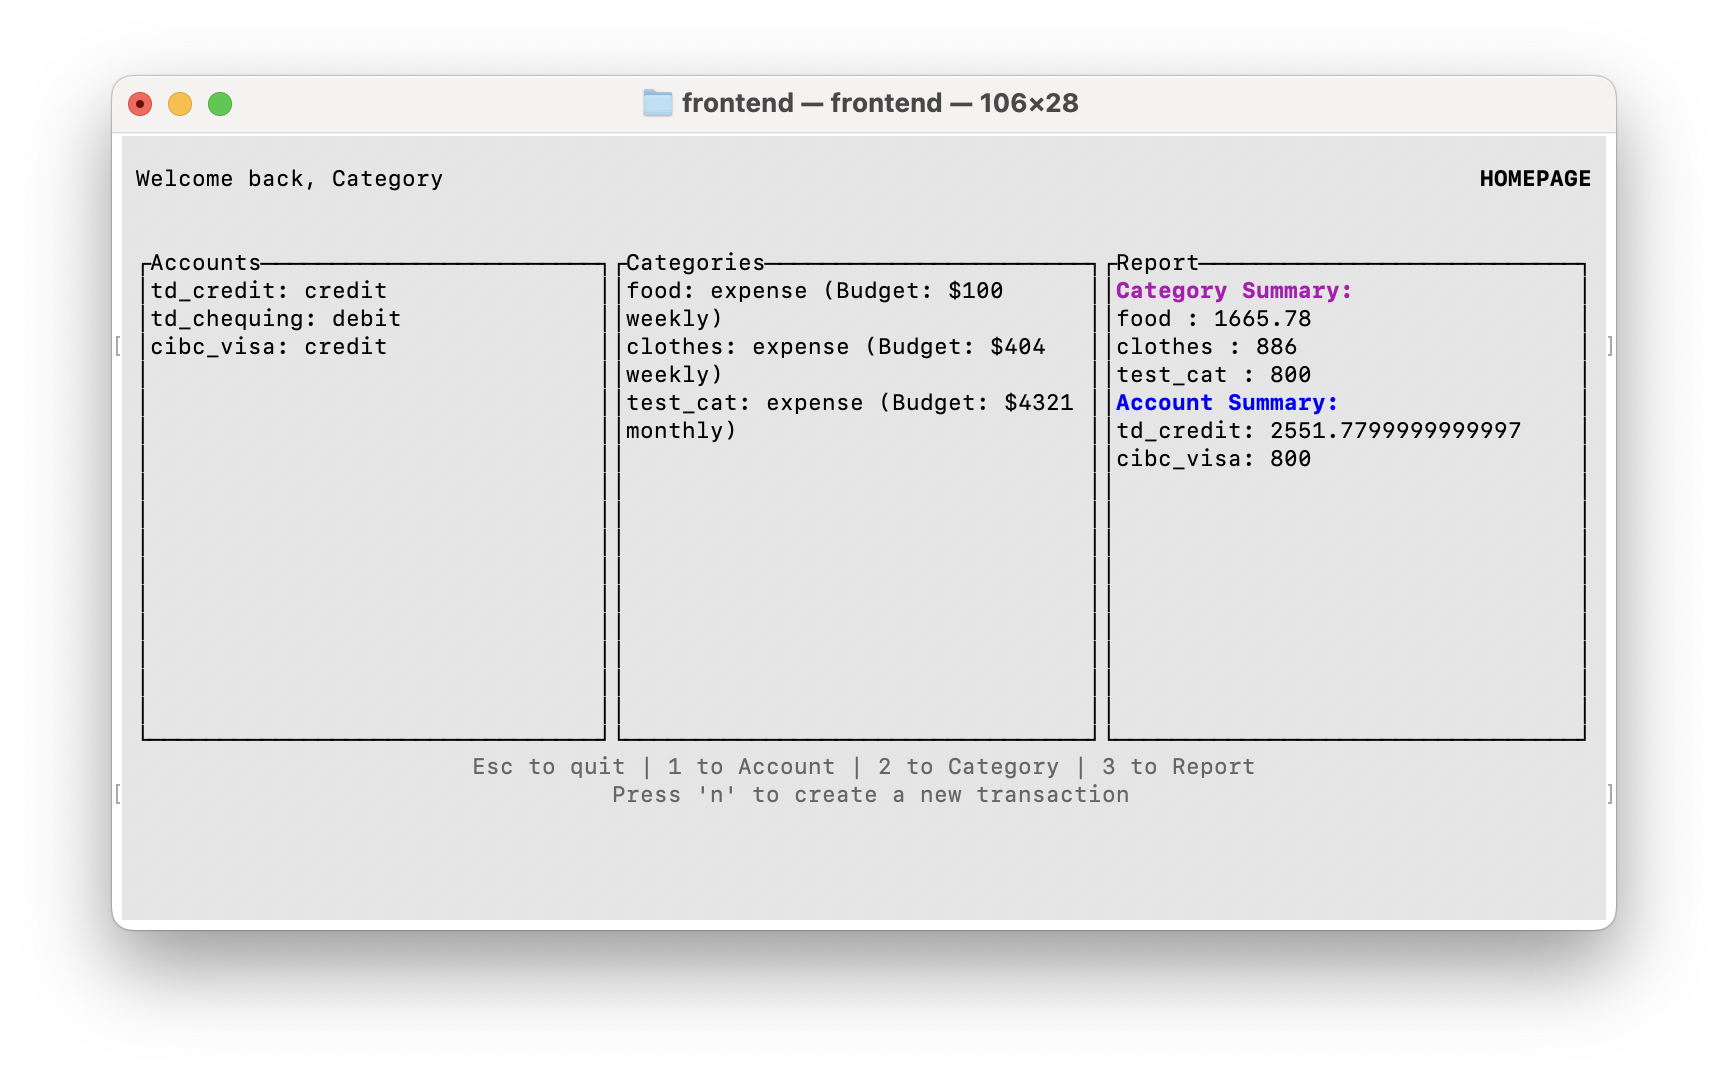 frontend — frontend — 106×28
Welcome back, Category
HOMEPAGE
Accounts
td_credit: credit
td_chequing: debit
cibc_visa: credit
Categories
food: expense (Budget: $100
weekly)
clothes: expense (Budget: $404
weekly)
test_cat: expense (Budget: $4321
monthly)
Report
Category Summary:
food : 1665.78
clothes : 886
test_cat : 800
Account Summary:
td_credit: 2551.7799999999997
cibc_visa: 800
Esc to quit | 1 to Account | 2 to Category | 3 to Report
Press 'n' to create a new transaction